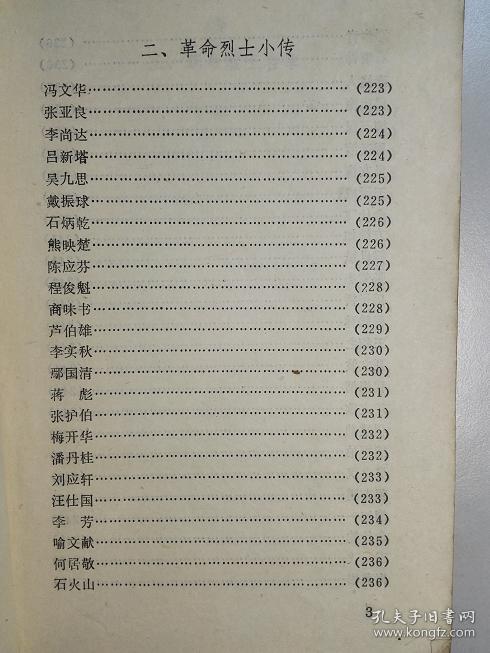 二、革命烈士小传
冯文华……………………………………(223)
张亚良……………………………………(223)
李尚达……………………………………(224)
吕新塔……………………………………(224)
吴九思……………………………………(225)
戴振球……………………………………(225)
石炳乾……………………………………(226)
熊映楚……………………………………(226)
陈应芬……………………………………(227)
程俊魁……………………………………(228)
商味书……………………………………(228)
芦伯雄……………………………………(229)
李实秋……………………………………(230)
鄢国清……………………………………(230)
蒋　彪……………………………………(231)
张护伯……………………………………(231)
梅开华……………………………………(232)
潘丹桂……………………………………(232)
刘应轩……………………………………(233)
汪仕国……………………………………(233)
李　芳……………………………………(234)
喻文献……………………………………(235)
何居敬……………………………………(236)
石火山……………………………………(236)
3
孔夫子旧书网
www.kongfz.com